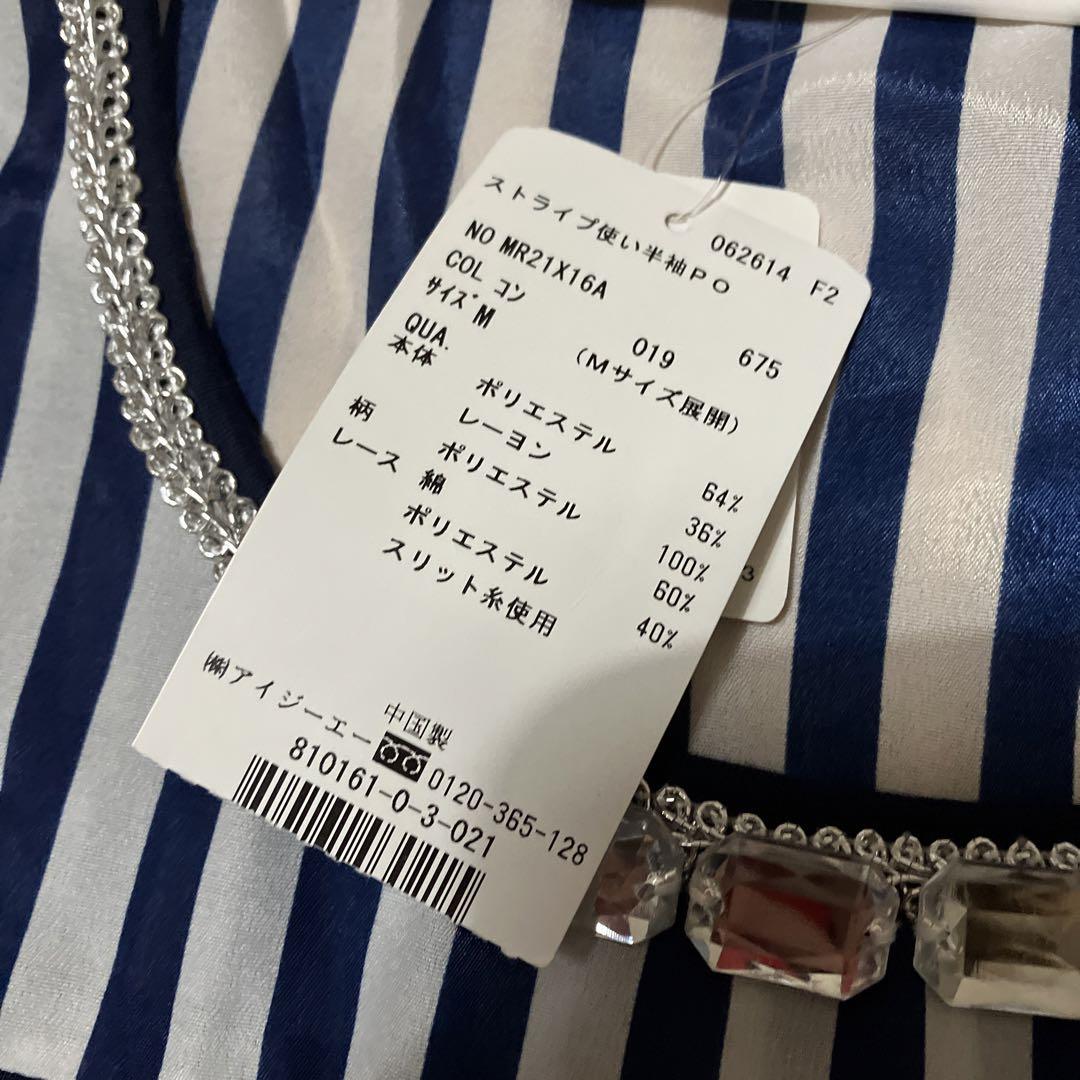 062614 F2
ストライプ使い半袖PO
NO MR21X16A
COL コン 019 675
サイズ M (Mサイズ展開)
QUA.
本体 ポリエステル 64%
レーヨン 36%
柄 ポリエステル 100%
レース 綿 60%
ポリエステル 40%
スリット糸使用
中国製
㈱アイジーエー 0120-365-128
810161-0-3-021
3